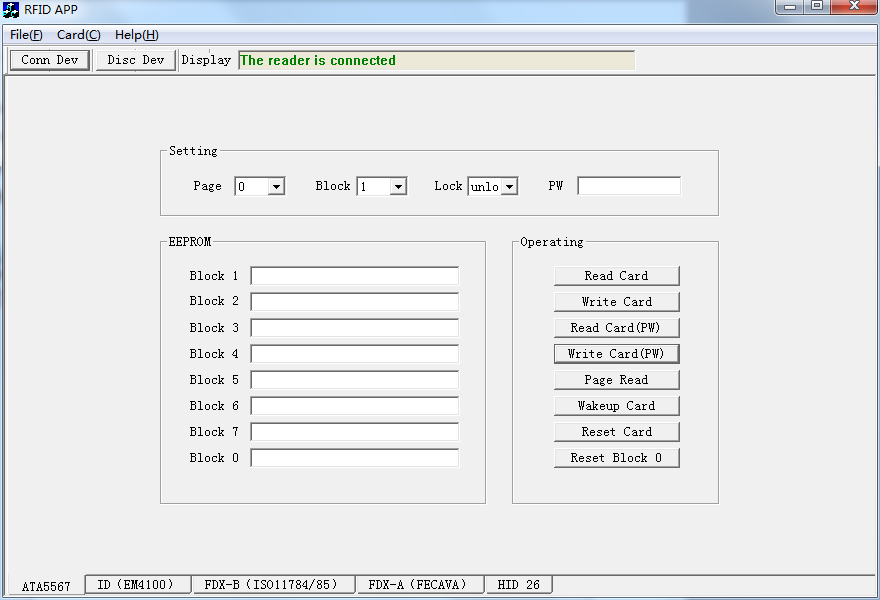 RFID APP
File(F) Card(C) Help(H)
Conn Dev Disc Dev Display The reader is connected
Setting
Page 0 Block 1 Lock unlo PW
EEPROM
Block 1
Block 2
Block 3
Block 4
Block 5
Block 6
Block 7
Block 0
Operating
Read Card
Write Card
Read Card(PW)
Write Card(PW)
Page Read
Wakeup Card
Reset Card
Reset Block 0
ATA5567 ID (EM4100) FDX-B (ISO11784/85) FDX-A (FECAVA) HID 26